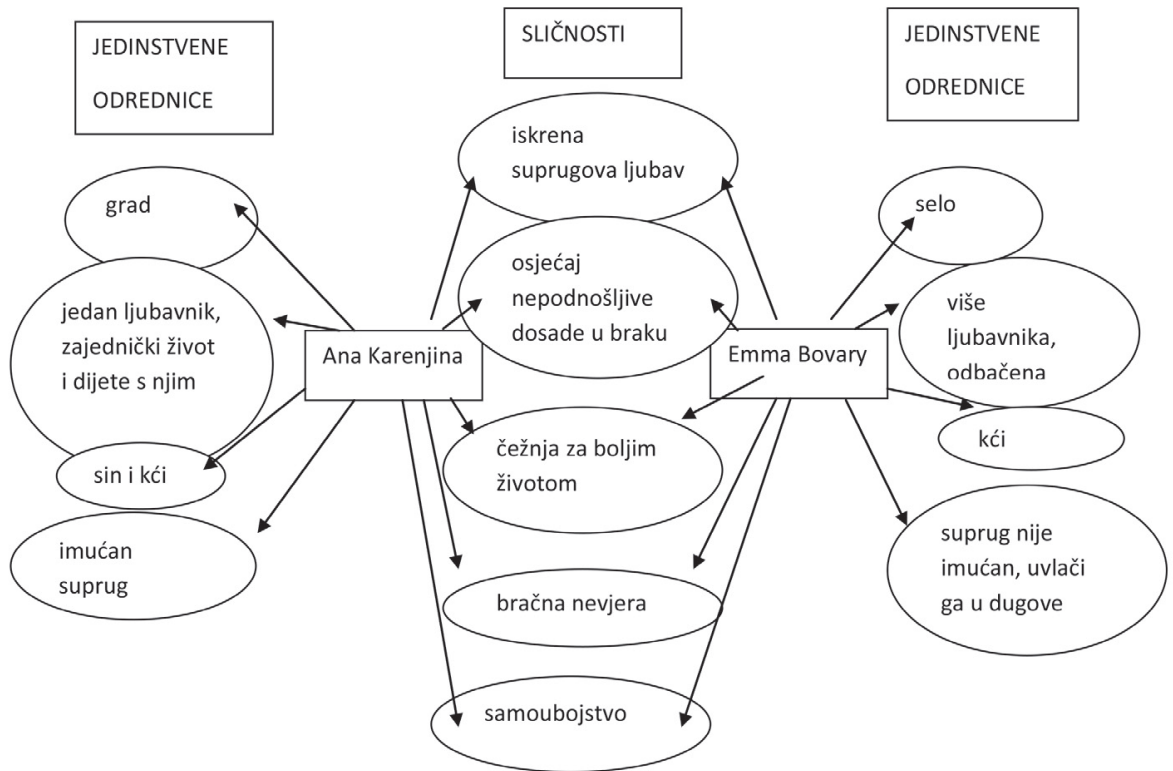 JEDINSTVENE
ODREDNICE
SLIČNOSTI
JEDINSTVENE
ODREDNICE
iskrena
suprugova ljubav
grad
selo
osjećaj
nepodnošljive
dosade u braku
jedan ljubavnik,
zajednički život
i dijete s njim
Ana Karenjina
Emma Bovary
više
ljubavnika,
odbačena
sin i kći
čežnja za boljim
životom
kći
imućan
suprug
suprug nije
imućan, uvlači
ga u dugove
bračna nevjera
samoubojstvo